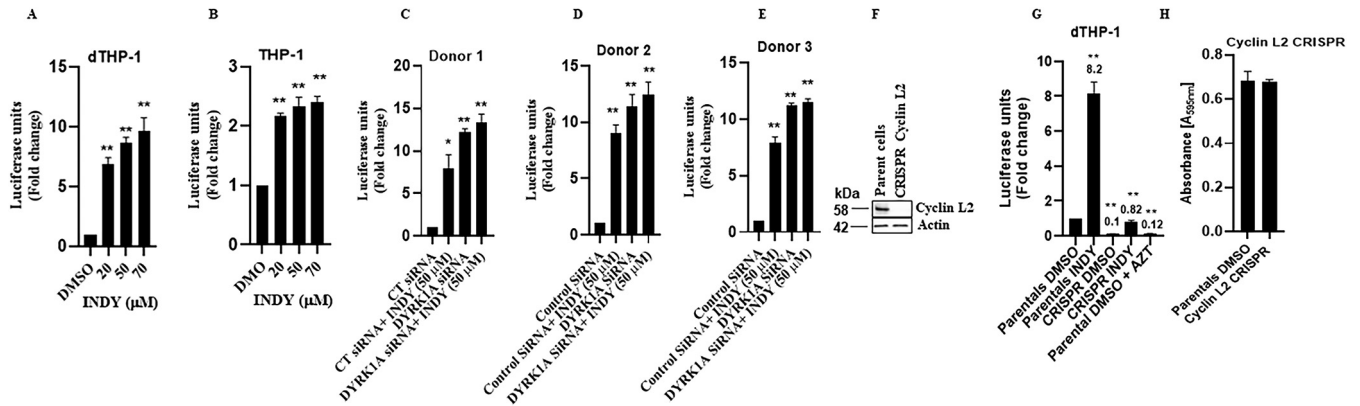 A
dTHP-1
Luciferase units
(Fold change)
15
10
5
0
**
**
**
DMSO
20
50
70
INDY (µM)
B
THP-1
Luciferase units
(Fold change)
3
2
1
0
**
**
**
DMO
20
50
70
INDY (µM)
C
Donor 1
Luciferase units
(Fold change)
20
15
10
5
0
*
**
**
CT siRNA
CT siRNA+ INDY (50 µM)
DYRK1A siRNA
DYRK1A siRNA+ INDY (50 µM)
D
Donor 2
Luciferase units
(Fold change)
15
10
5
0
**
**
**
Control SiRNA
Control SiRNA+ INDY (50 µM)
DYRK1A SiRNA
DYRK1A SiRNA+ INDY (50 µM)
E
Donor 3
Luciferase units
(Fold change)
15
10
5
0
**
**
**
Control SiRNA
Control SiRNA+ INDY (50 µM)
DYRK1A SiRNA
DYRK1A SiRNA+ INDY (50 µM)
F
Parent cells
CRISPR Cyclin L2
kDa
58
Cyclin L2
42
Actin
G
dTHP-1
Luciferase units
(Fold change)
10
8
6
4
2
0
**
8.2
**
0.1
**
0.82
**
0.12
Parentals DMSO
Parentals INDY
CRISPR DMSO
CRISPR INDY
Parental DMSO + AZT
H
Cyclin L2 CRISPR
Absorbance [A595nm]
0.8
0.6
0.4
0.2
0.0
Parentals DMSO
Cyclin L2 CRISPR